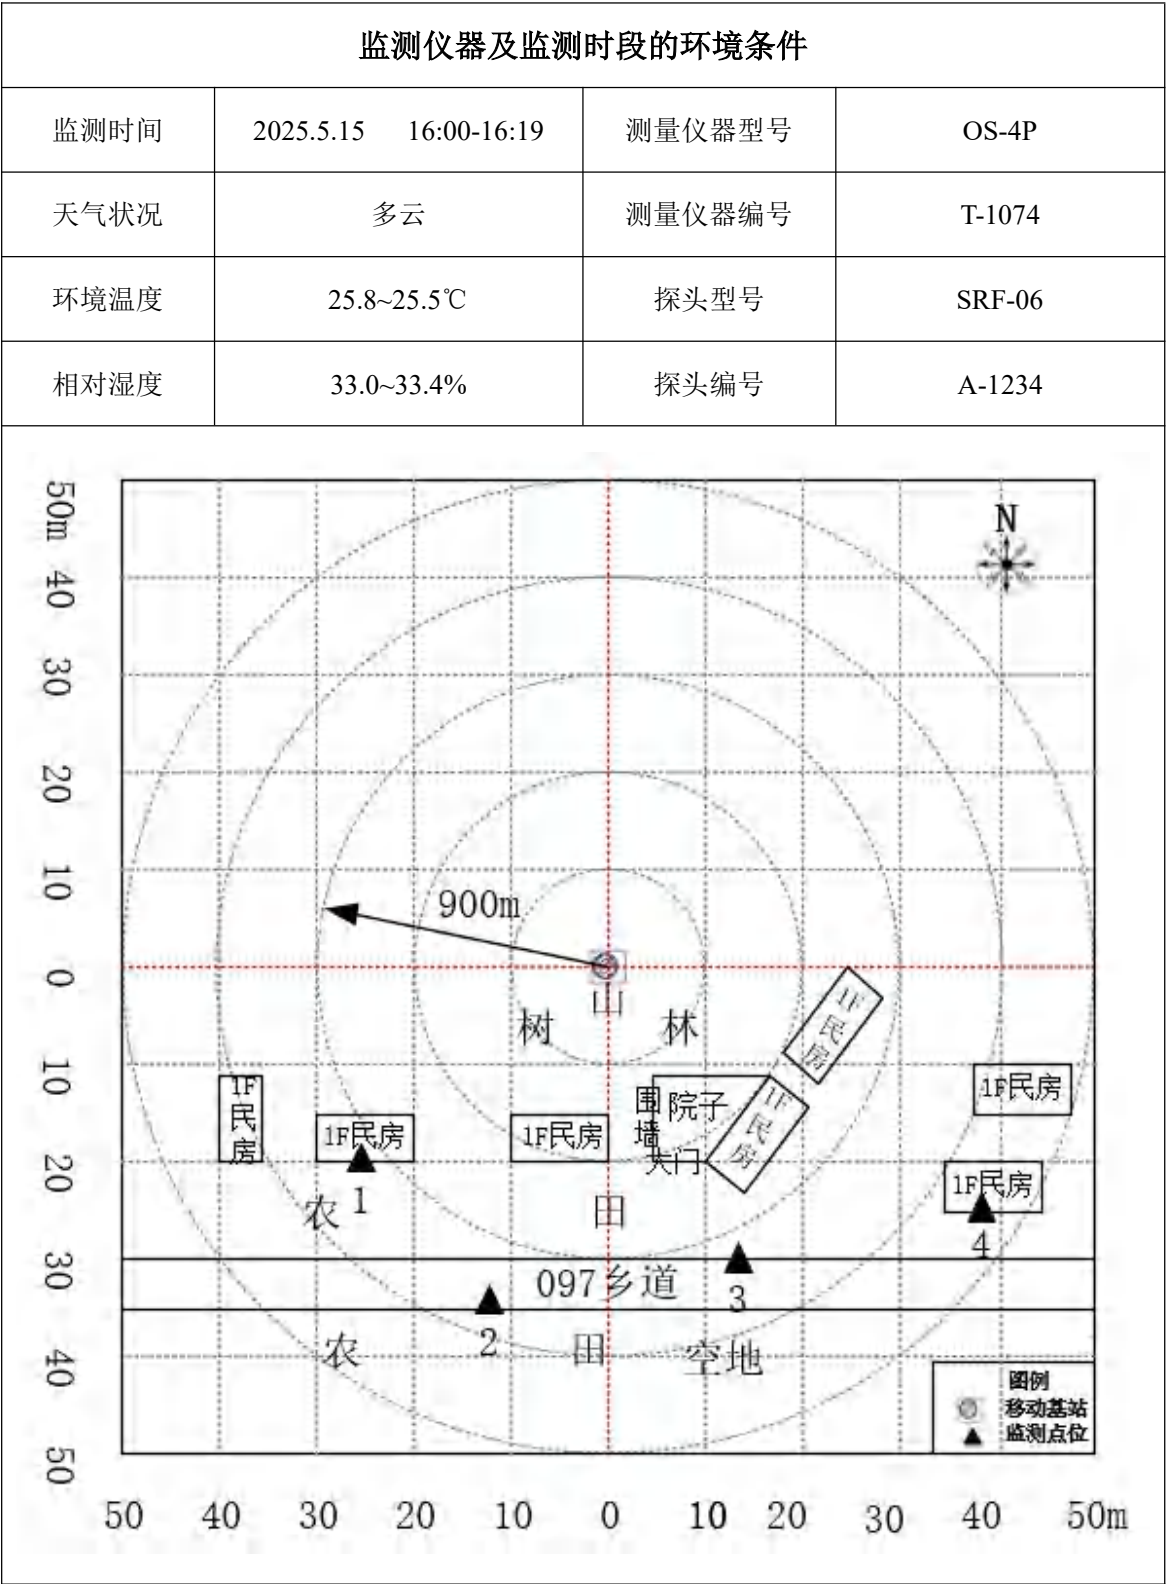 监测仪器及监测时段的环境条件
监测时间 2025.5.15 16:00-16:19 测量仪器型号 OS-4P
天气状况 多云 测量仪器编号 T-1074
环境温度 25.8~25.5℃ 探头型号 SRF-06
相对湿度 33.0~33.4% 探头编号 A-1234
50m
40
30
20
10
0
10
20
30
40
50
N
900m
山
树 林
1F民房
1F民房
1F民房
1F民房
围墙
院子
大门
1F民房
1F民房
1F民房
农 田
1
4
097乡道
3
2
农 田 空地
图例
移动基站
监测点位
50 40 30 20 10 0 10 20 30 40 50m